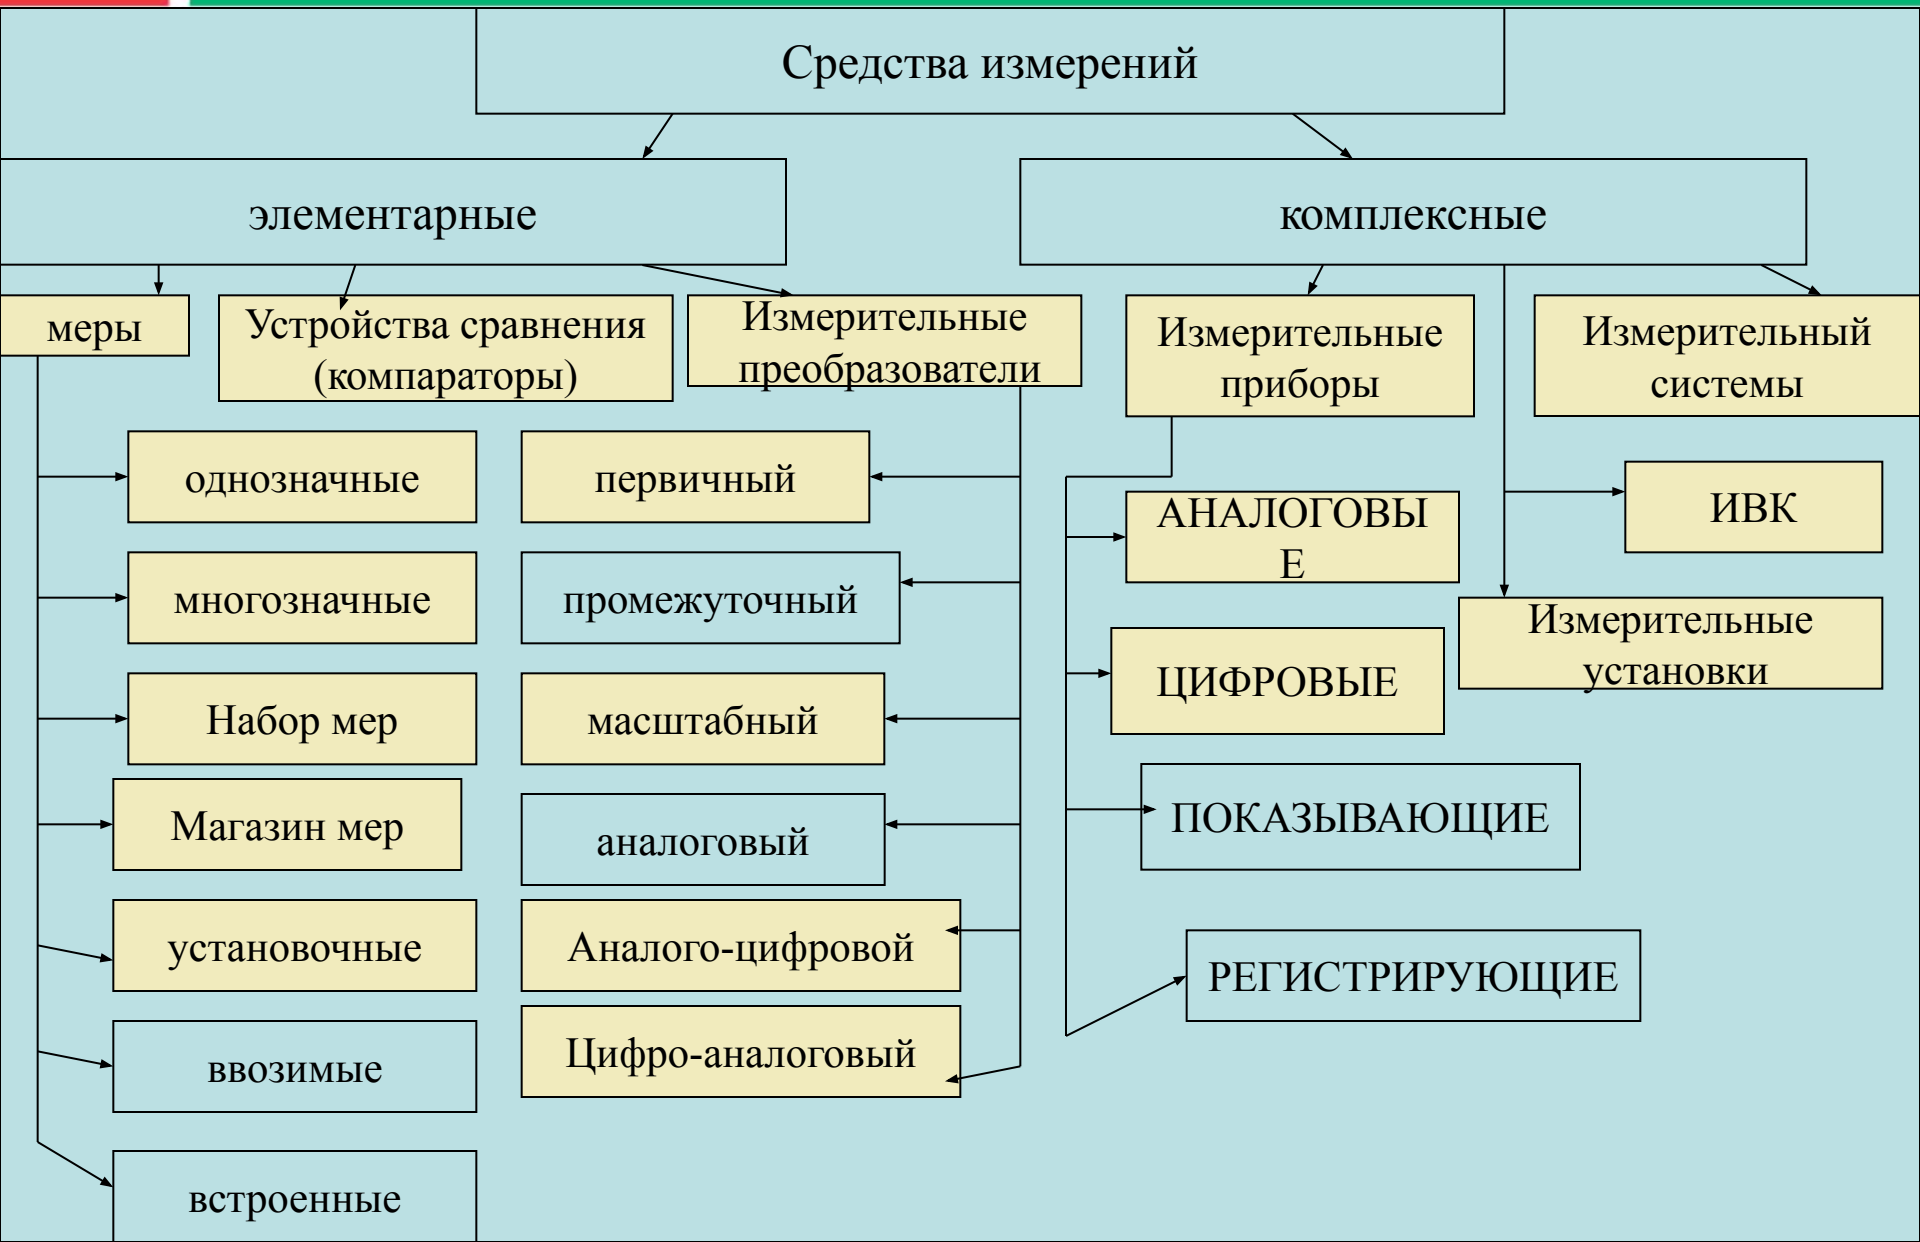 Средства измерений
элементарные
комплексные
меры
Устройства сравнения
(компараторы)
Измерительные
преобразователи
Измерительные
приборы
Измерительный
системы
однозначные
многозначные
Набор мер
Магазин мер
установочные
ввозимые
встроенные
первичный
промежуточный
масштабный
аналоговый
Аналого-цифровой
Цифро-аналоговый
АНАЛОГОВЫ
Е
ЦИФРОВЫЕ
ПОКАЗЫВАЮЩИЕ
РЕГИСТРИРУЮЩИЕ
ИВК
Измерительные
установки